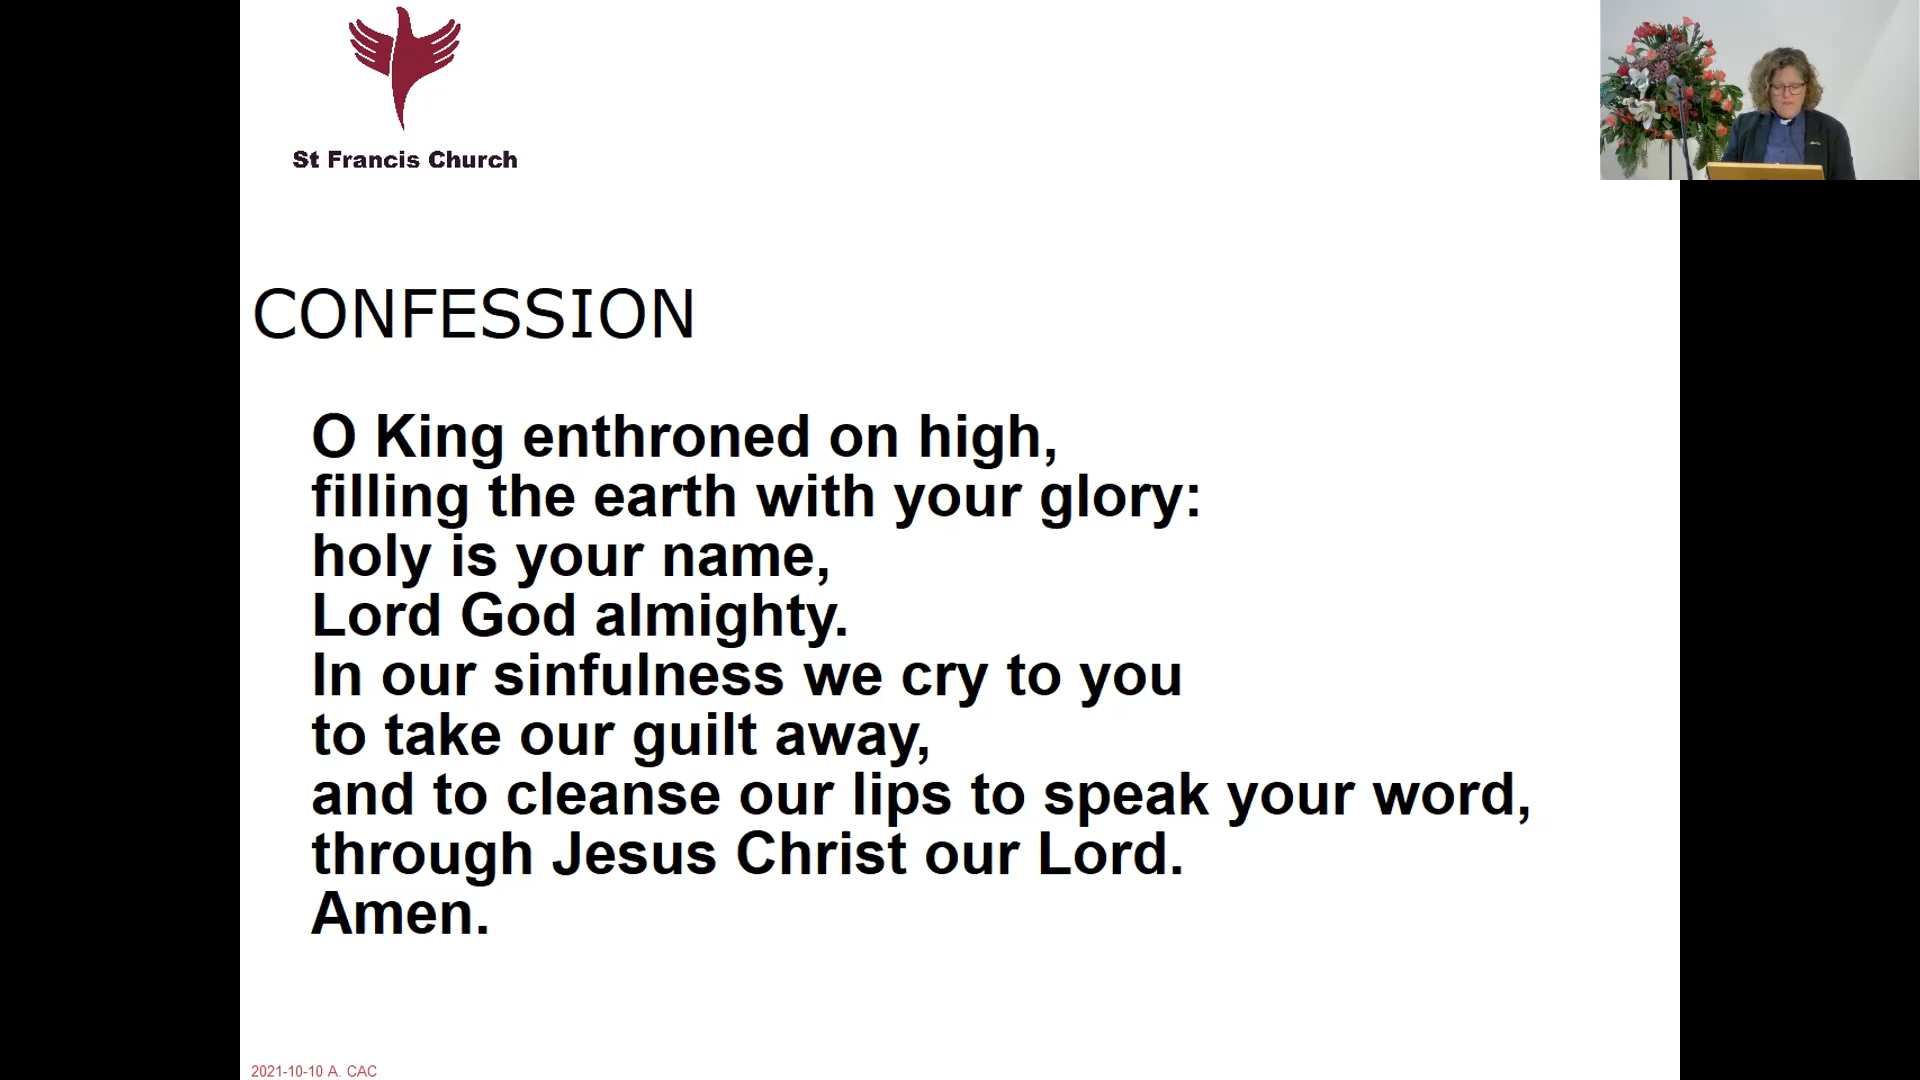 St Francis Church
CONFESSION
O King enthroned on high,
filling the earth with your glory:
holy is your name,
Lord God almighty.
In our sinfulness we cry to you
to take our guilt away,
and to cleanse our lips to speak your word,
through Jesus Christ our Lord.
Amen.
2021-10-10 A. CAC